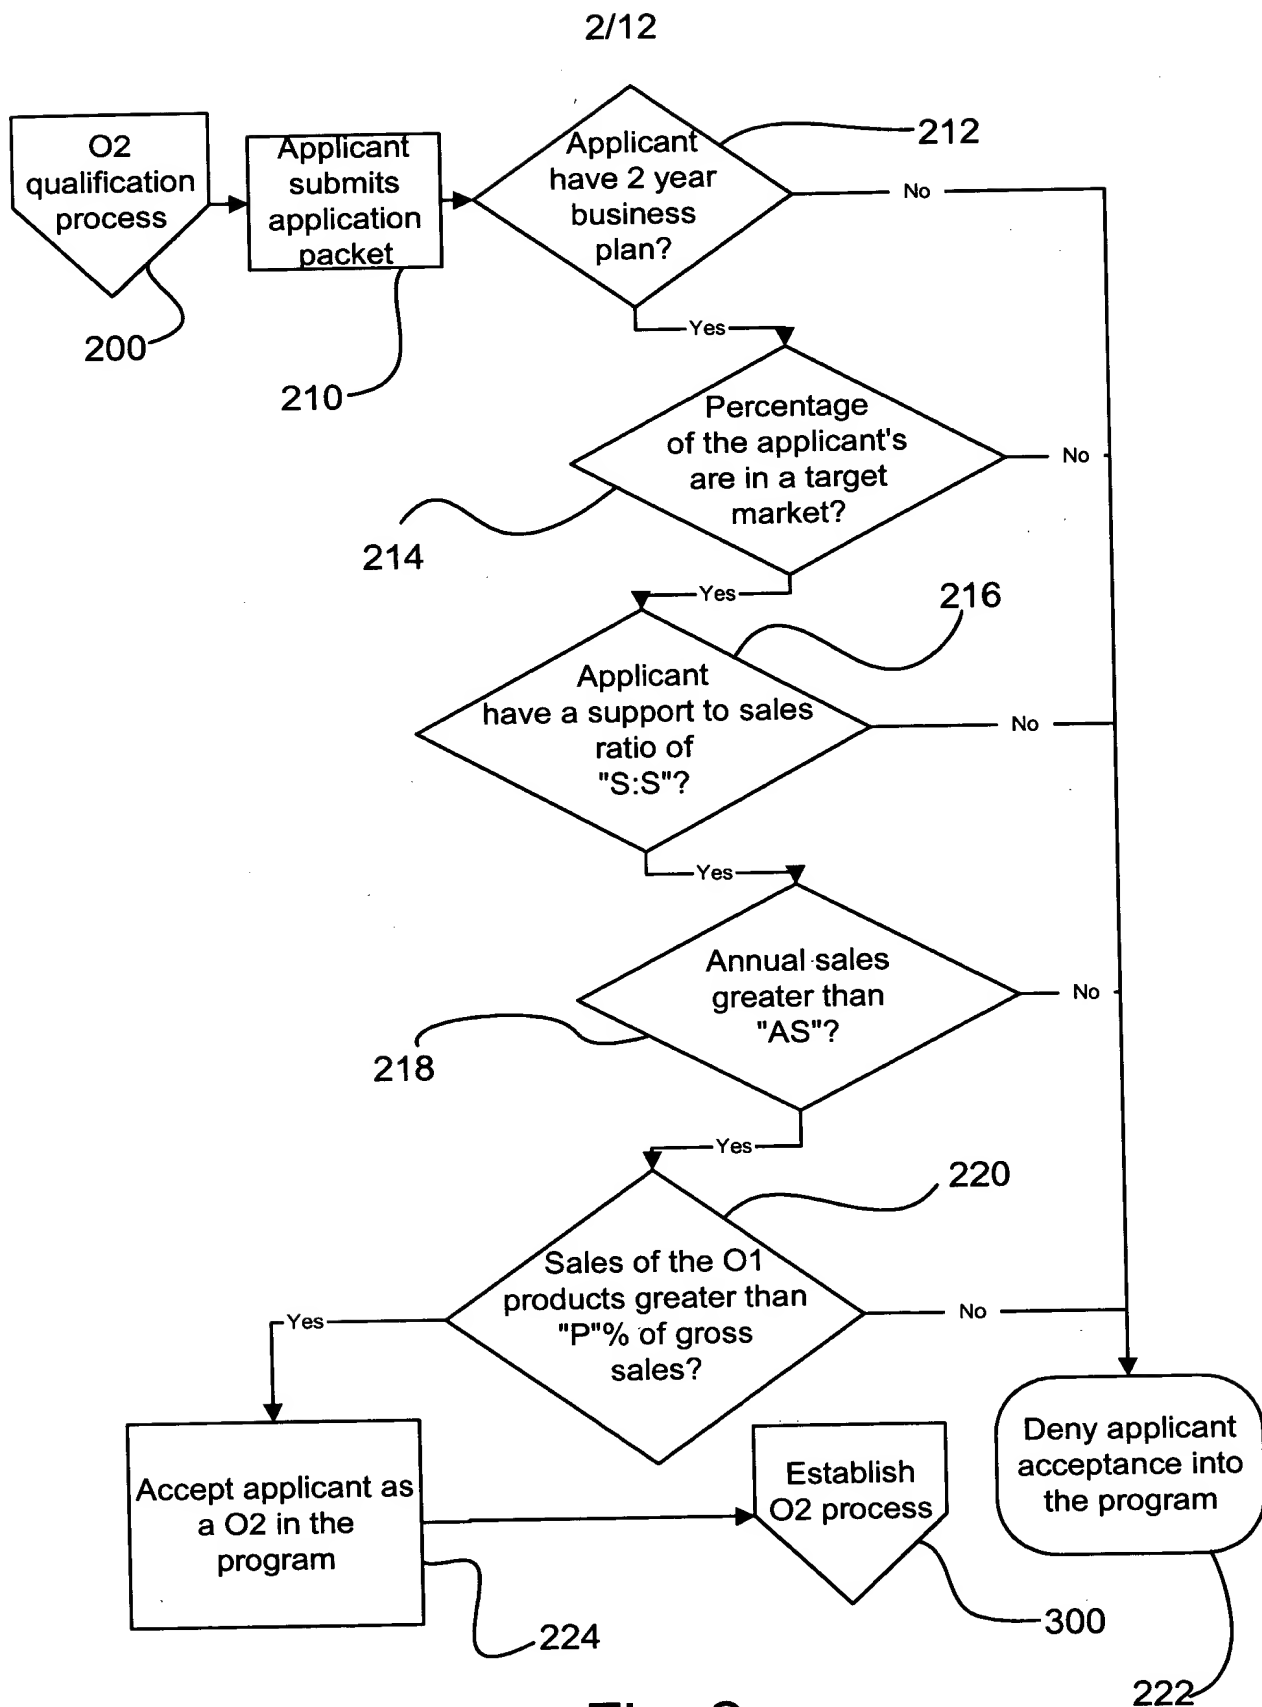 2/12
O2
qualification
process
200
Applicant
submits
application
packet
210
Applicant
have 2 year
business
plan?
212
No
Yes
Percentage
of the applicant's
are in a target
market?
No
214
Yes
216
Applicant
have a support to sales
ratio of
"S:S"?
No
Yes
Annual sales
greater than
"AS"?
No
218
Yes
220
Sales of the O1
products greater than
"P"% of gross
sales?
No
Yes
Accept applicant as
a O2 in the
program
224
Establish
O2 process
300
Deny applicant
acceptance into
the program
222